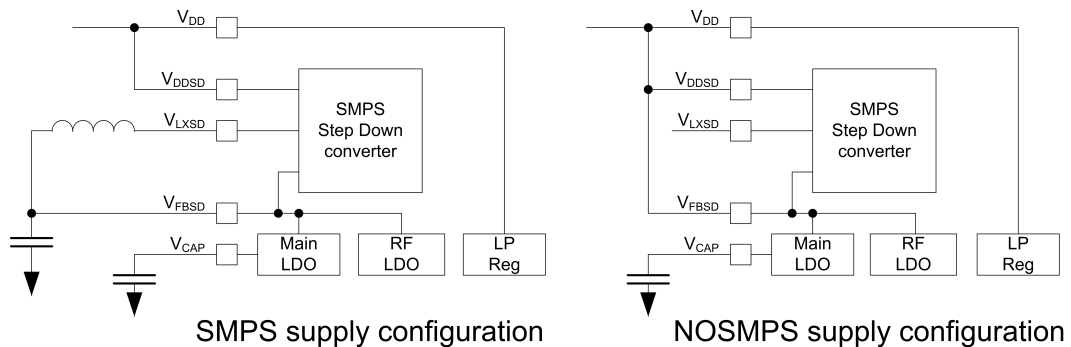 VDD
VDDSD
VLXSD
SMPS
Step Down
converter
VFBSD
VCAP
Main
LDO
RF
LDO
LP
Reg
SMPS supply configuration
VDD
VDDSD
VLXSD
SMPS
Step Down
converter
VFBSD
VCAP
Main
LDO
RF
LDO
LP
Reg
NOSMPS supply configuration